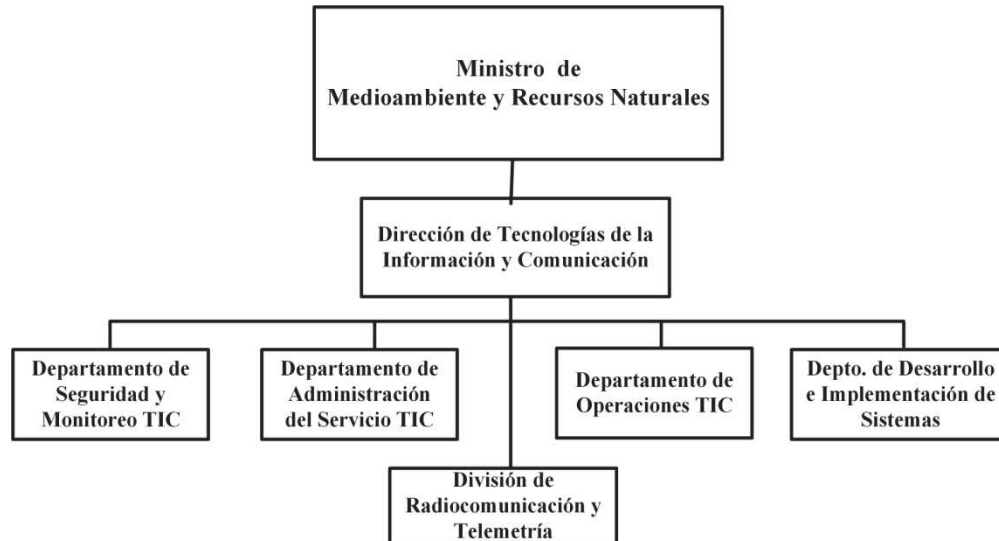 Ministro de
Medioambiente y Recursos Naturales
Dirección de Tecnologías de la
Información y Comunicación
Departamento de
Seguridad y
Monitoreo TIC
Departamento de
Administración
del Servicio TIC
Departamento de
Operaciones TIC
Depto. de Desarrollo
e Implementación de
Sistemas
División de
Radiocomunicación y
Telemetría